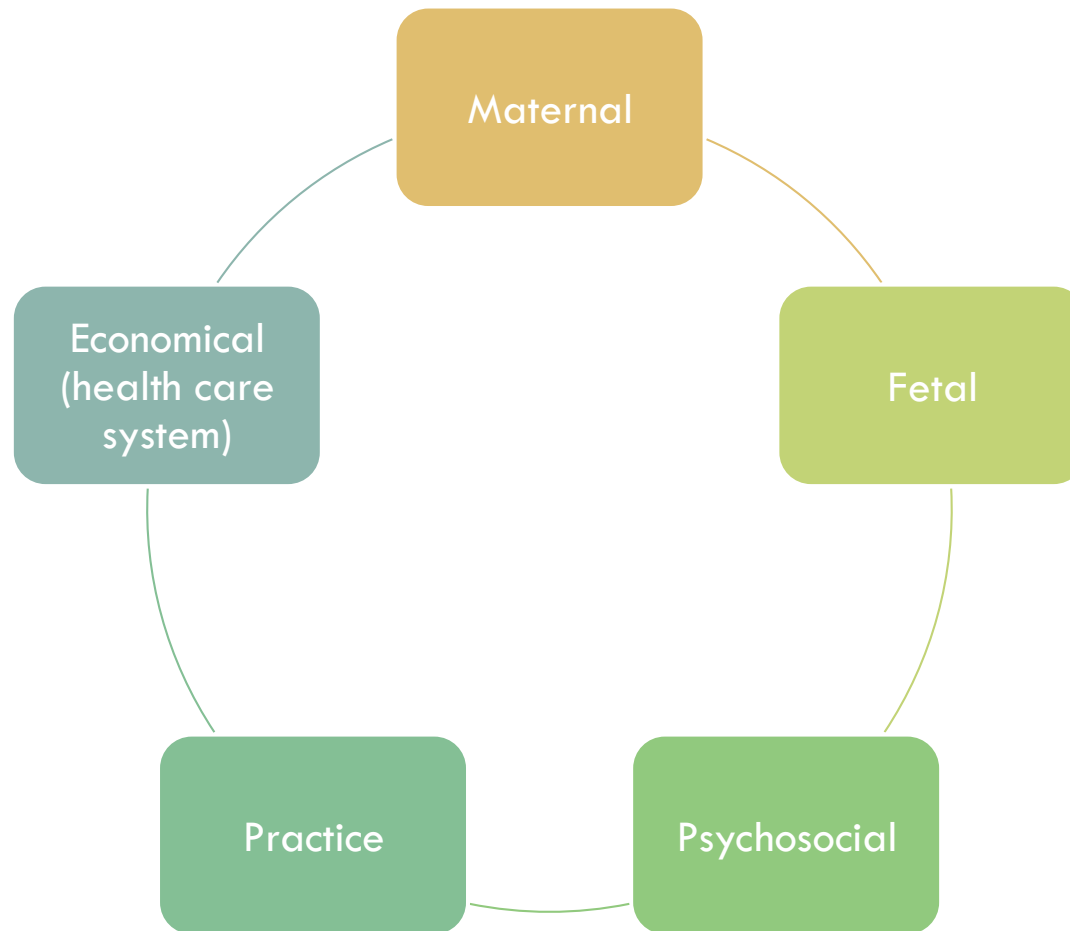 Maternal
Fetal
Psychosocial
Practice
Economical
(health care
system)